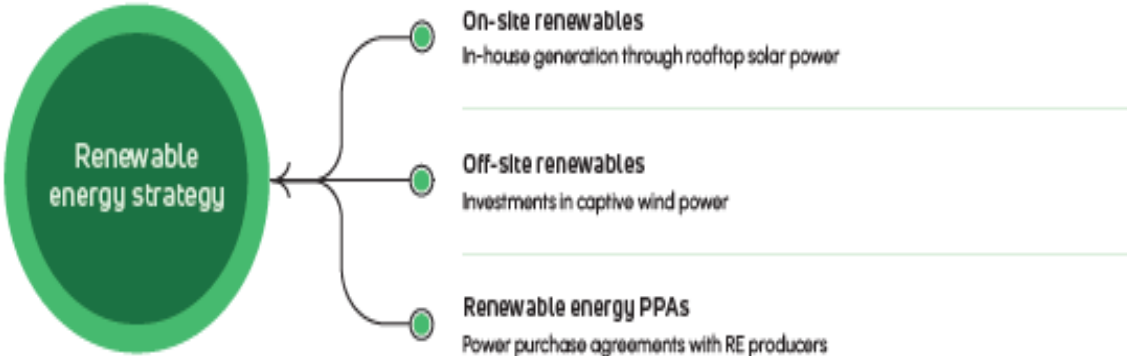 Renewable
energy strategy
On-site renewables
In-house generation through rooftop solar power
Off-site renewables
Investments in captive wind power
Renewable energy PPAs
Power purchase agreements with RE producers